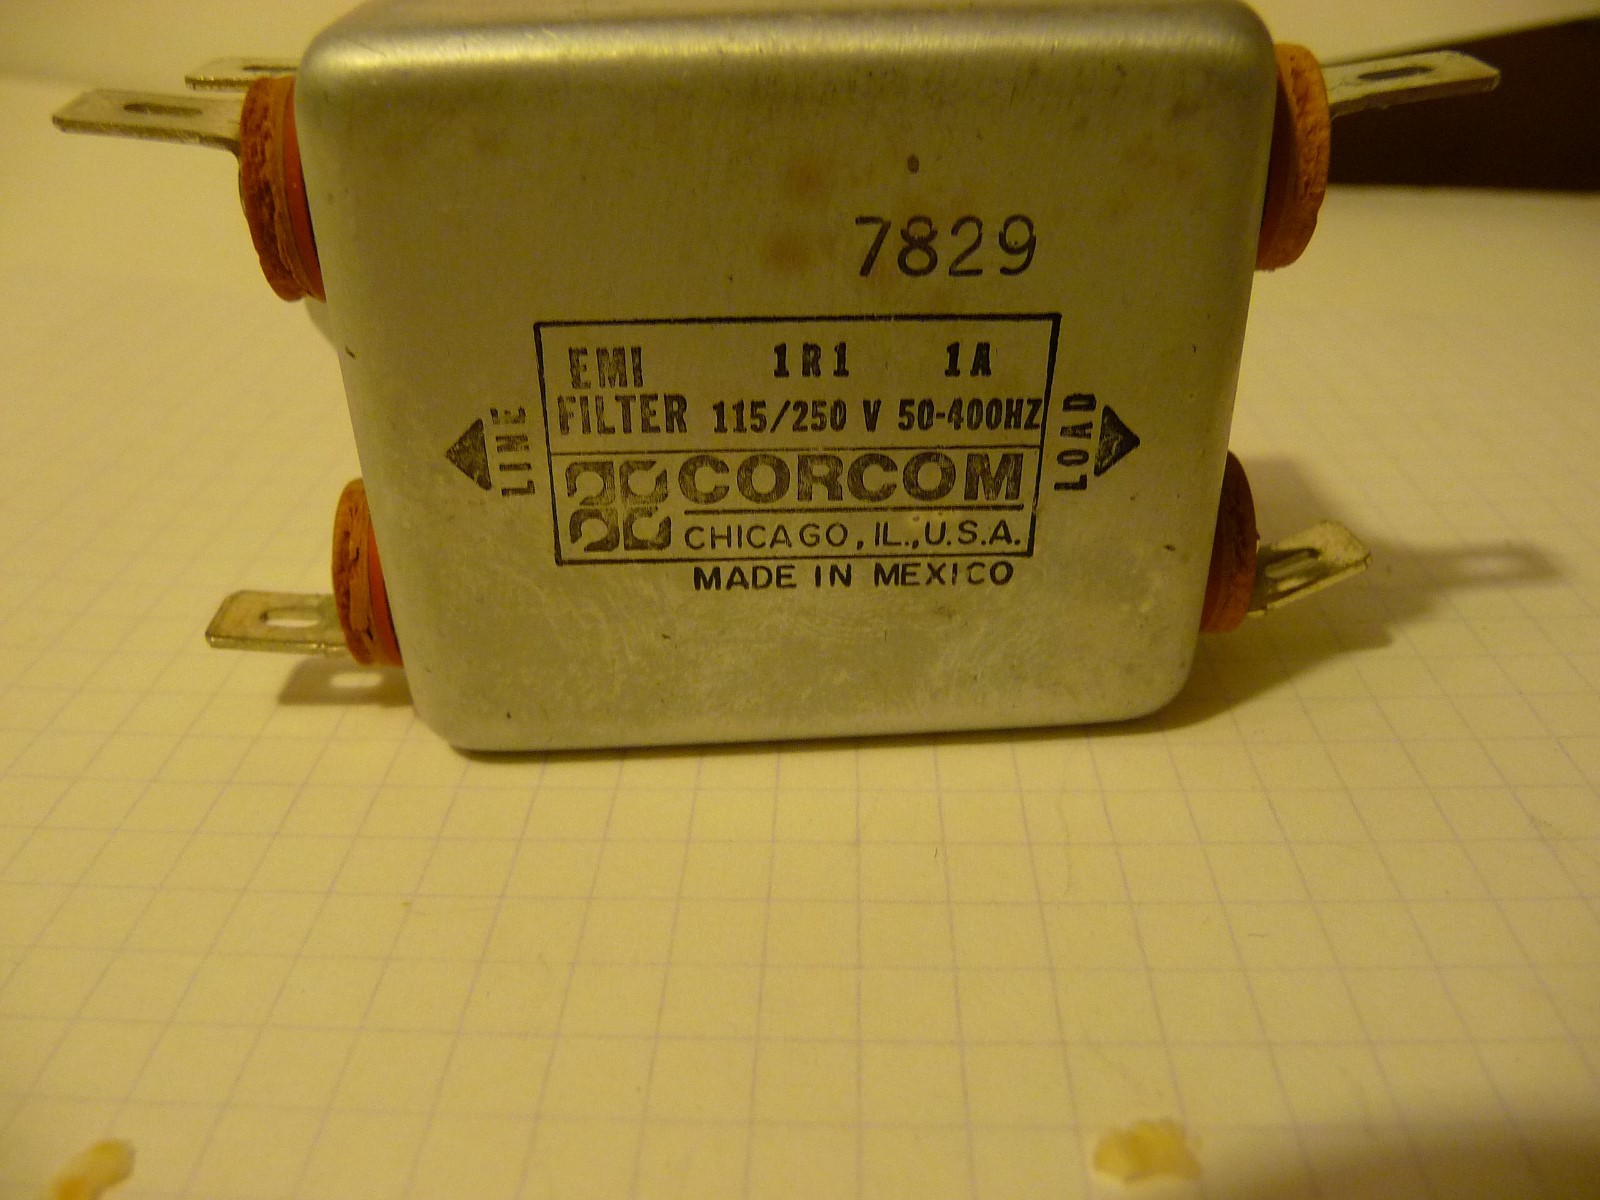 7829
EMI 1R1 1A
FILTER 115/250 V 50-400HZ
LINE
LOAD
CORCOM
CHICAGO, IL., U.S.A.
MADE IN MEXICO